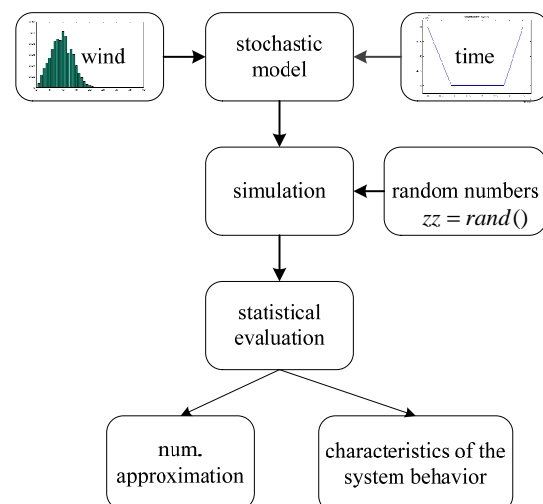 wind
stochastic
model
time
simulation
random numbers
zz = rand()
statistical
evaluation
num.
approximation
characteristics of the
system behavior